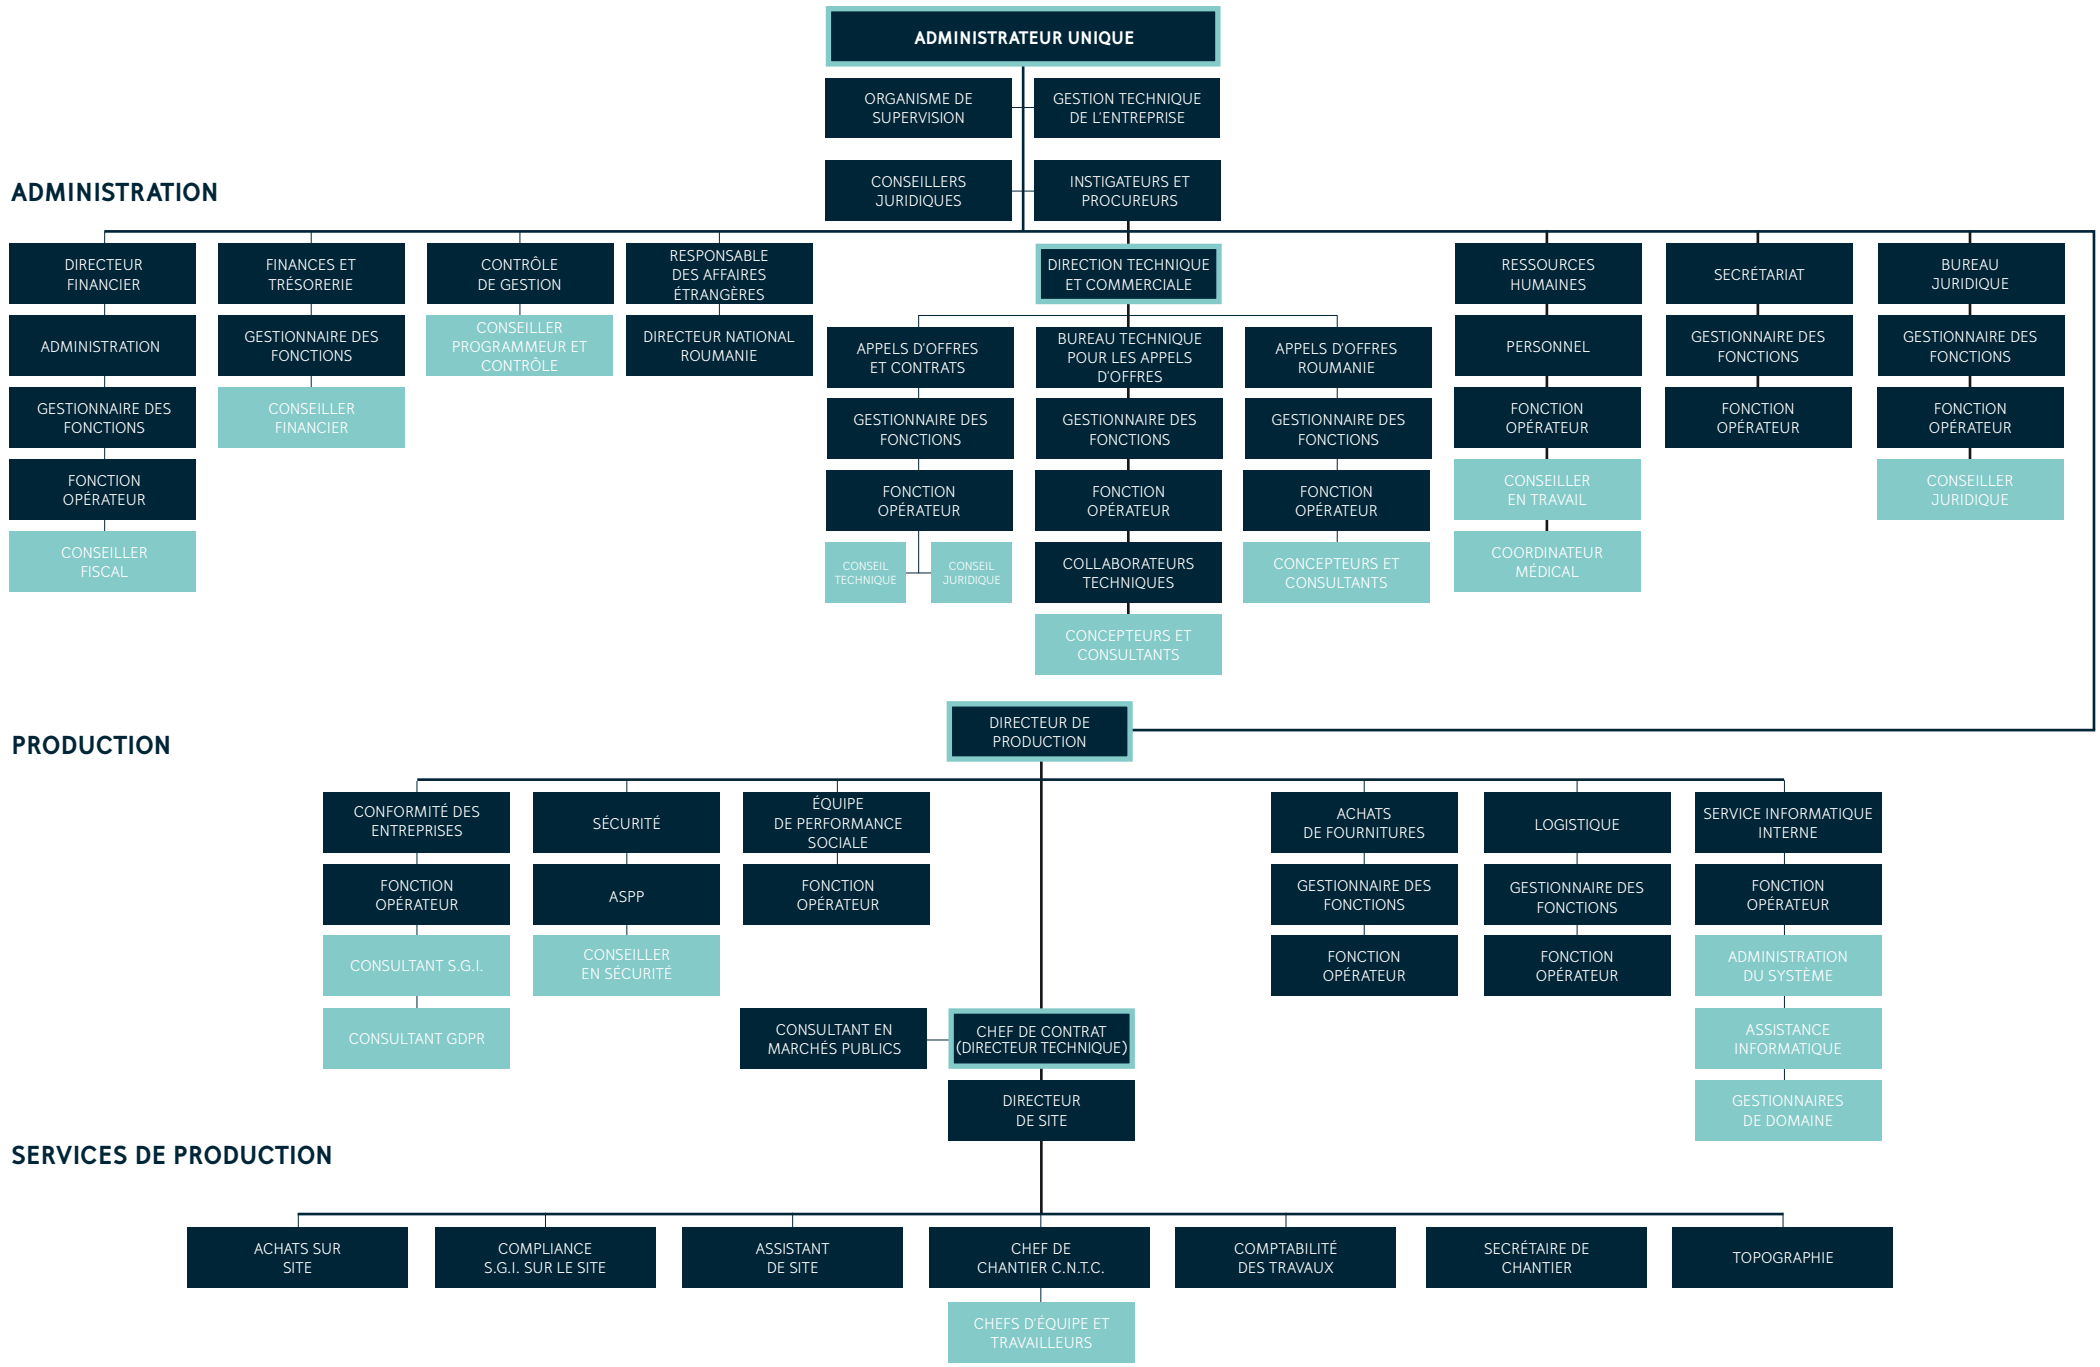 ADMINISTRATEUR UNIQUE
ORGANISME DE
SUPERVISION
GESTION TECHNIQUE
DE L'ENTREPRISE
CONSEILLERS
JURIDIQUES
INSTIGATEURS ET
PROCUREURS
ADMINISTRATION
DIRECTEUR
FINANCIER
ADMINISTRATION
GESTIONNAIRE DES
FONCTIONS
FONCTION
OPÉRATEUR
CONSEILLER
FISCAL
FINANCES ET
TRÉSORERIE
GESTIONNAIRE DES
FONCTIONS
CONSEILLER
FINANCIER
CONTRÔLE
DE GESTION
CONSEILLER
PROGRAMMEUR ET
CONTRÔLE
RESPONSABLE
DES AFFAIRES
ÉTRANGÈRES
DIRECTEUR NATIONAL
ROUMANIE
DIRECTION TECHNIQUE
ET COMMERCIALE
APPELS D'OFFRES
ET CONTRATS
GESTIONNAIRE DES
FONCTIONS
FONCTION
OPÉRATEUR
CONSEIL
TECHNIQUE
CONSEIL
JURIDIQUE
BUREAU TECHNIQUE
POUR LES APPELS
D'OFFRES
GESTIONNAIRE DES
FONCTIONS
FONCTION
OPÉRATEUR
COLLABORATEURS
TECHNIQUES
CONCEPTEURS ET
CONSULTANTS
APPELS D'OFFRES
ROUMANIE
GESTIONNAIRE DES
FONCTIONS
FONCTION
OPÉRATEUR
CONCEPTEURS ET
CONSULTANTS
RESSOURCES
HUMAINES
PERSONNEL
FONCTION
OPÉRATEUR
CONSEILLER
EN TRAVAIL
COORDINATEUR
MÉDICAL
SECRÉTARIAT
GESTIONNAIRE DES
FONCTIONS
FONCTION
OPÉRATEUR
BUREAU
JURIDIQUE
GESTIONNAIRE DES
FONCTIONS
FONCTION
OPÉRATEUR
CONSEILLER
JURIDIQUE
PRODUCTION
DIRECTEUR DE
PRODUCTION
CONFORMITÉ DES
ENTREPRISES
FONCTION
OPÉRATEUR
CONSULTANT S.G.I.
CONSULTANT GDPR
SÉCURITÉ
ASPP
CONSEILLER
EN SÉCURITÉ
ÉQUIPE
DE PERFORMANCE
SOCIALE
FONCTION
OPÉRATEUR
ACHATS
DE FOURNITURES
GESTIONNAIRE DES
FONCTIONS
FONCTION
OPÉRATEUR
LOGISTIQUE
GESTIONNAIRE DES
FONCTIONS
FONCTION
OPÉRATEUR
SERVICE INFORMATIQUE
INTERNE
FONCTION
OPÉRATEUR
ADMINISTRATION
DU SYSTÈME
ASSISTANCE
INFORMATIQUE
GESTIONNAIRES
DE DOMAINE
CONSULTANT EN
MARCHÉS PUBLICS
CHEF DE CONTRAT
(DIRECTEUR TECHNIQUE)
DIRECTEUR
DE SITE
SERVICES DE PRODUCTION
ACHATS SUR
SITE
COMPLIANCE
S.G.I. SUR LE SITE
ASSISTANT
DE SITE
CHEF DE
CHANTIER C.N.T.C.
CHEFS D'ÉQUIPE ET
TRAVAILLEURS
COMPTABILITÉ
DES TRAVAUX
SECRÉTAIRE DE
CHANTIER
TOPOGRAPHIE